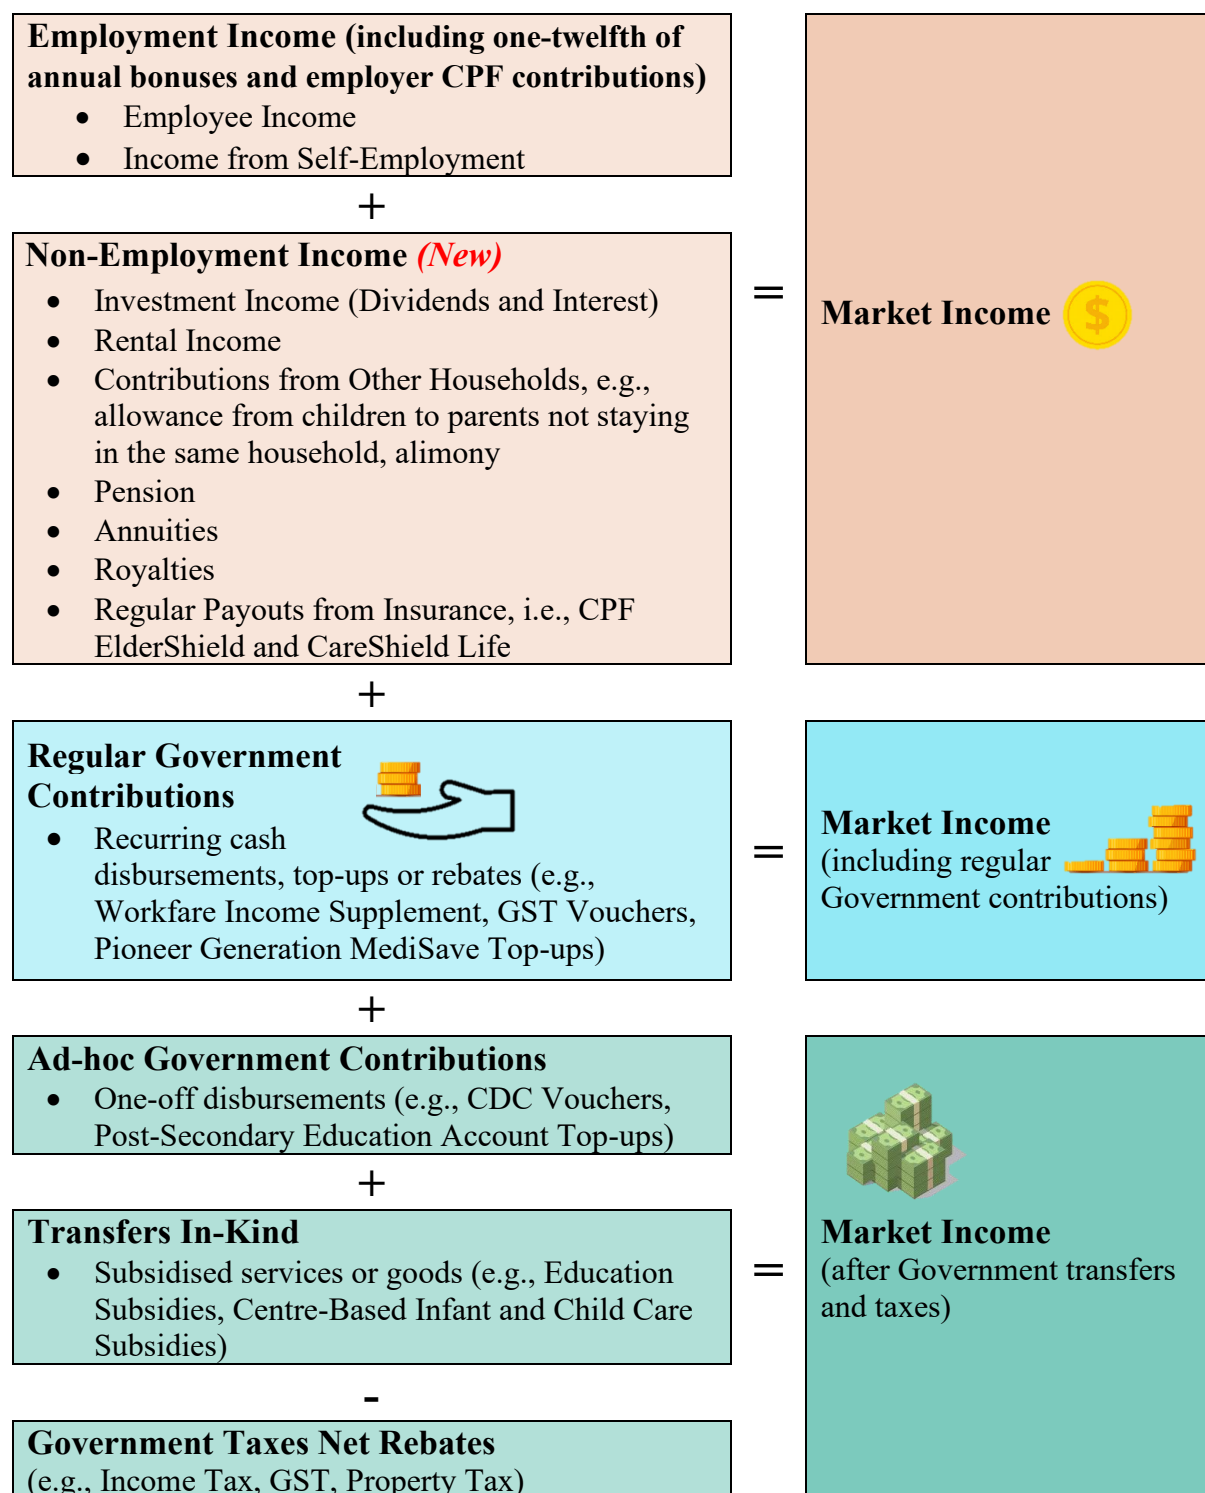 Employment Income (including one-twelfth of
annual bonuses and employer CPF contributions)
• Employee Income
• Income from Self-Employment
+
Non-Employment Income (New)
• Investment Income (Dividends and Interest)
• Rental Income
• Contributions from Other Households, e.g.,
allowance from children to parents not staying
in the same household, alimony
• Pension
• Annuities
• Royalties
• Regular Payouts from Insurance, i.e., CPF
ElderShield and CareShield Life
=
Market Income
$
+
Regular Government
Contributions
• Recurring cash
disbursements, top-ups or rebates (e.g.,
Workfare Income Supplement, GST Vouchers,
Pioneer Generation MediSave Top-ups)
=
Market Income
(including regular
Government contributions)
+
Ad-hoc Government Contributions
• One-off disbursements (e.g., CDC Vouchers,
Post-Secondary Education Account Top-ups)
+
Transfers In-Kind
• Subsidised services or goods (e.g., Education
Subsidies, Centre-Based Infant and Child Care
Subsidies)
-
Government Taxes Net Rebates
(e.g., Income Tax, GST, Property Tax)
=
Market Income
(after Government transfers
and taxes)